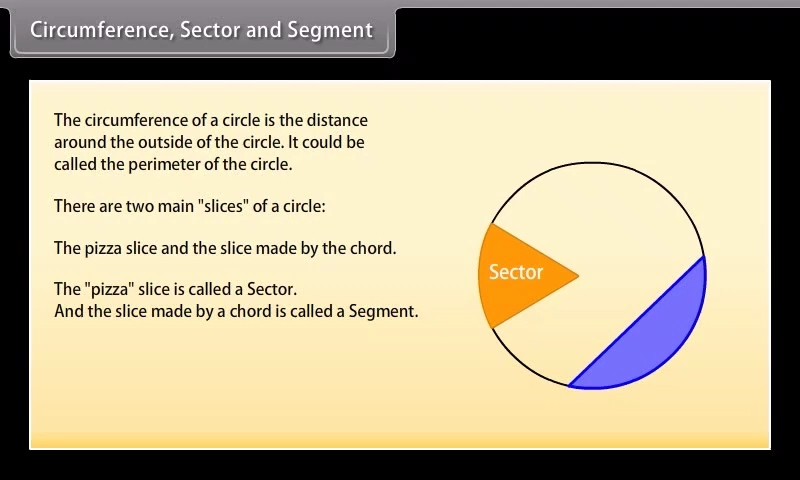 Circumference, Sector and Segment
The circumference of a circle is the distance
around the outside of the circle. It could be
called the perimeter of the circle.
There are two main "slices" of a circle:
The pizza slice and the slice made by the chord.
The "pizza" slice is called a Sector.
And the slice made by a chord is called a Segment.
Sector